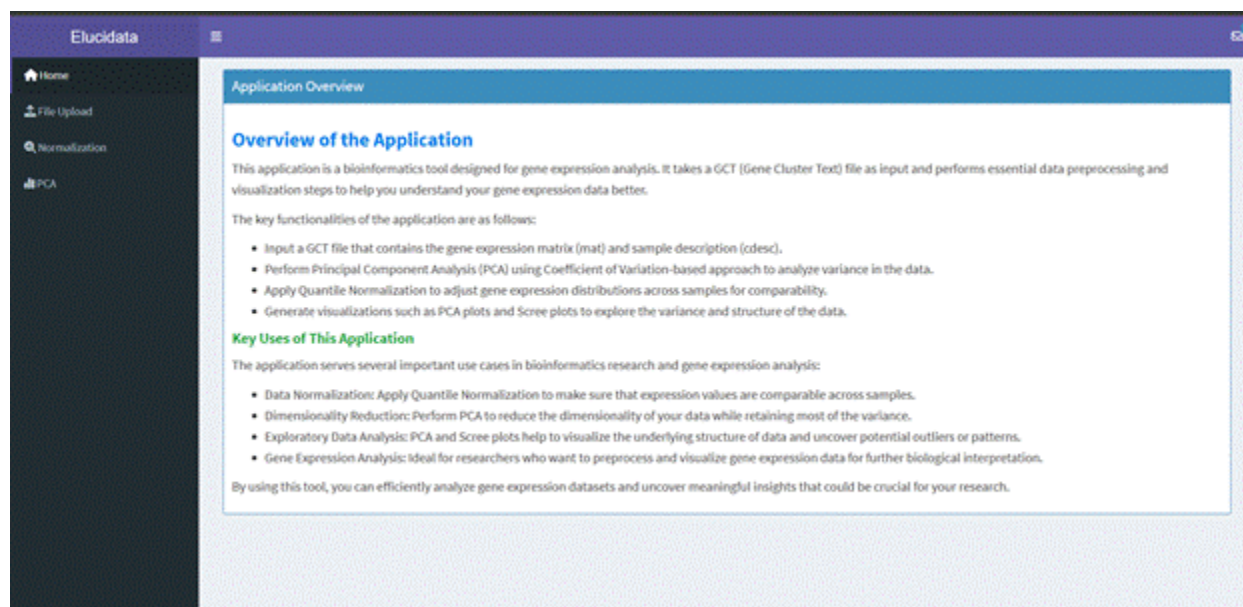 Elucidata
Home
File Upload
Normalization
PCA
Application Overview
Overview of the Application
This application is a bioinformatics tool designed for gene expression analysis. It takes a GCT (Gene Cluster Text) file as input and performs essential data preprocessing and
visualization steps to help you understand your gene expression data better.
The key functionalities of the application are as follows:
• Input a GCT file that contains the gene expression matrix (mat) and sample description (cdesc).
• Perform Principal Component Analysis (PCA) using Coefficient of Variation-based approach to analyze variance in the data.
• Apply Quantile Normalization to adjust gene expression distributions across samples for comparability.
• Generate visualizations such as PCA plots and Scree plots to explore the variance and structure of the data.
Key Uses of This Application
The application serves several important use cases in bioinformatics research and gene expression analysis:
• Data Normalization: Apply Quantile Normalization to make sure that expression values are comparable across samples.
• Dimensionality Reduction: Perform PCA to reduce the dimensionality of your data while retaining most of the variance.
• Exploratory Data Analysis: PCA and Scree plots help to visualize the underlying structure of data and uncover potential outliers or patterns.
• Gene Expression Analysis: Ideal for researchers who want to preprocess and visualize gene expression data for further biological interpretation.
By using this tool, you can efficiently analyze gene expression datasets and uncover meaningful insights that could be crucial for your research.